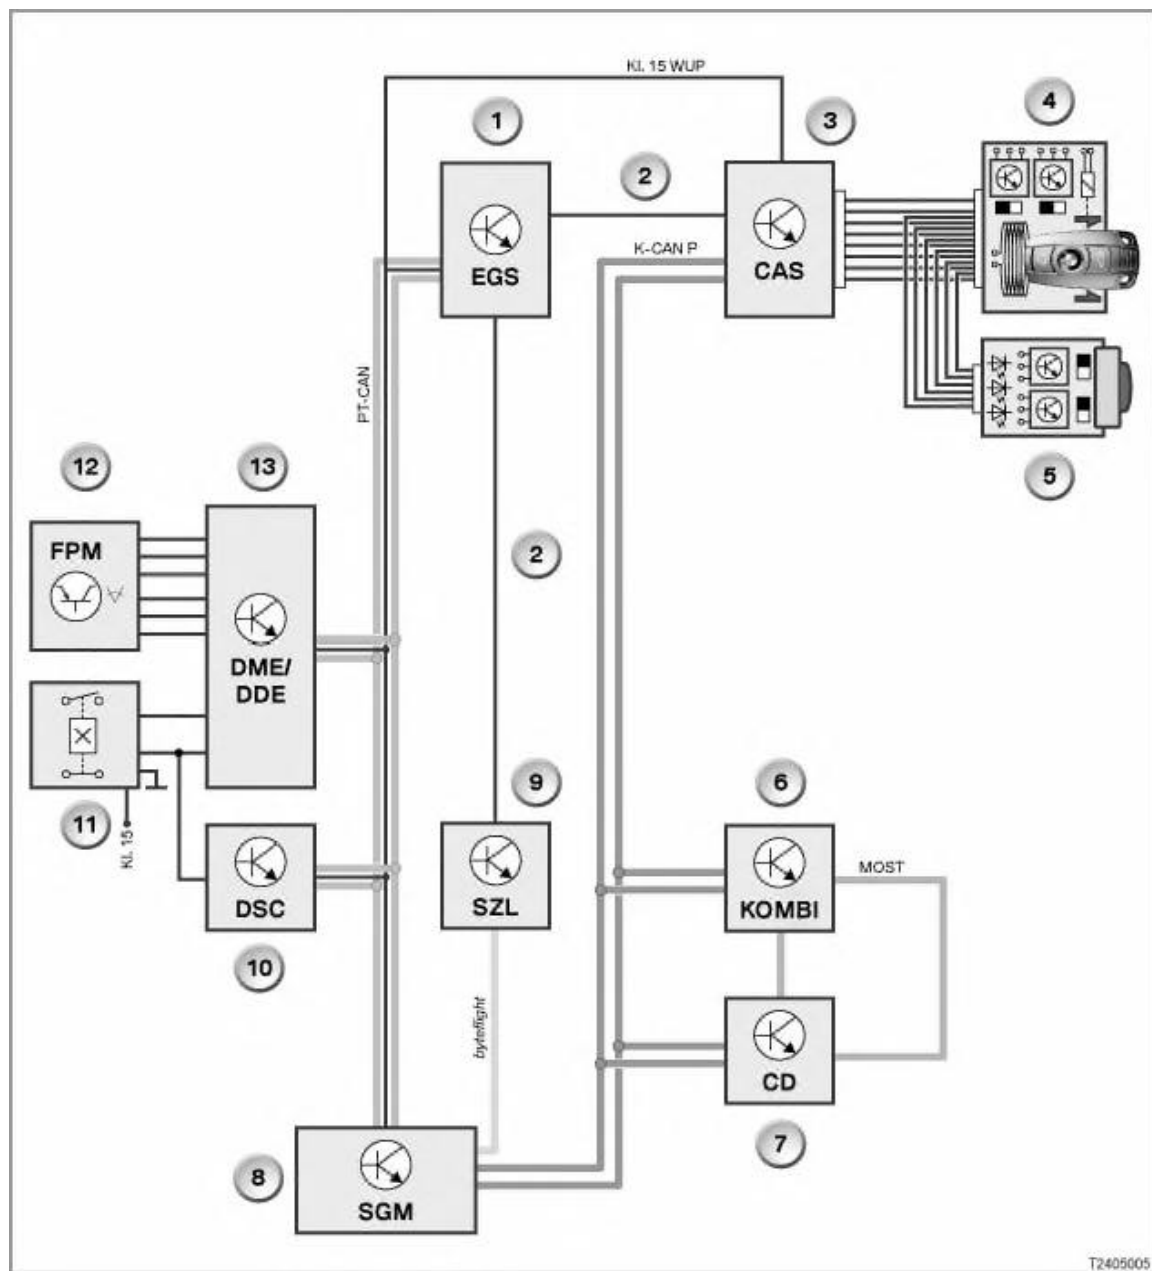 Kl. 15 WUP
1
3
4
2
EGS
K-CAN P
CAS
PT-CAN
5
12
13
FPM
2
DME/
DDE
9
6
11
Kl. 15
DSC
SZL
KOMBI
MOST
10
byteflight
CD
7
8
SGM
T2405005